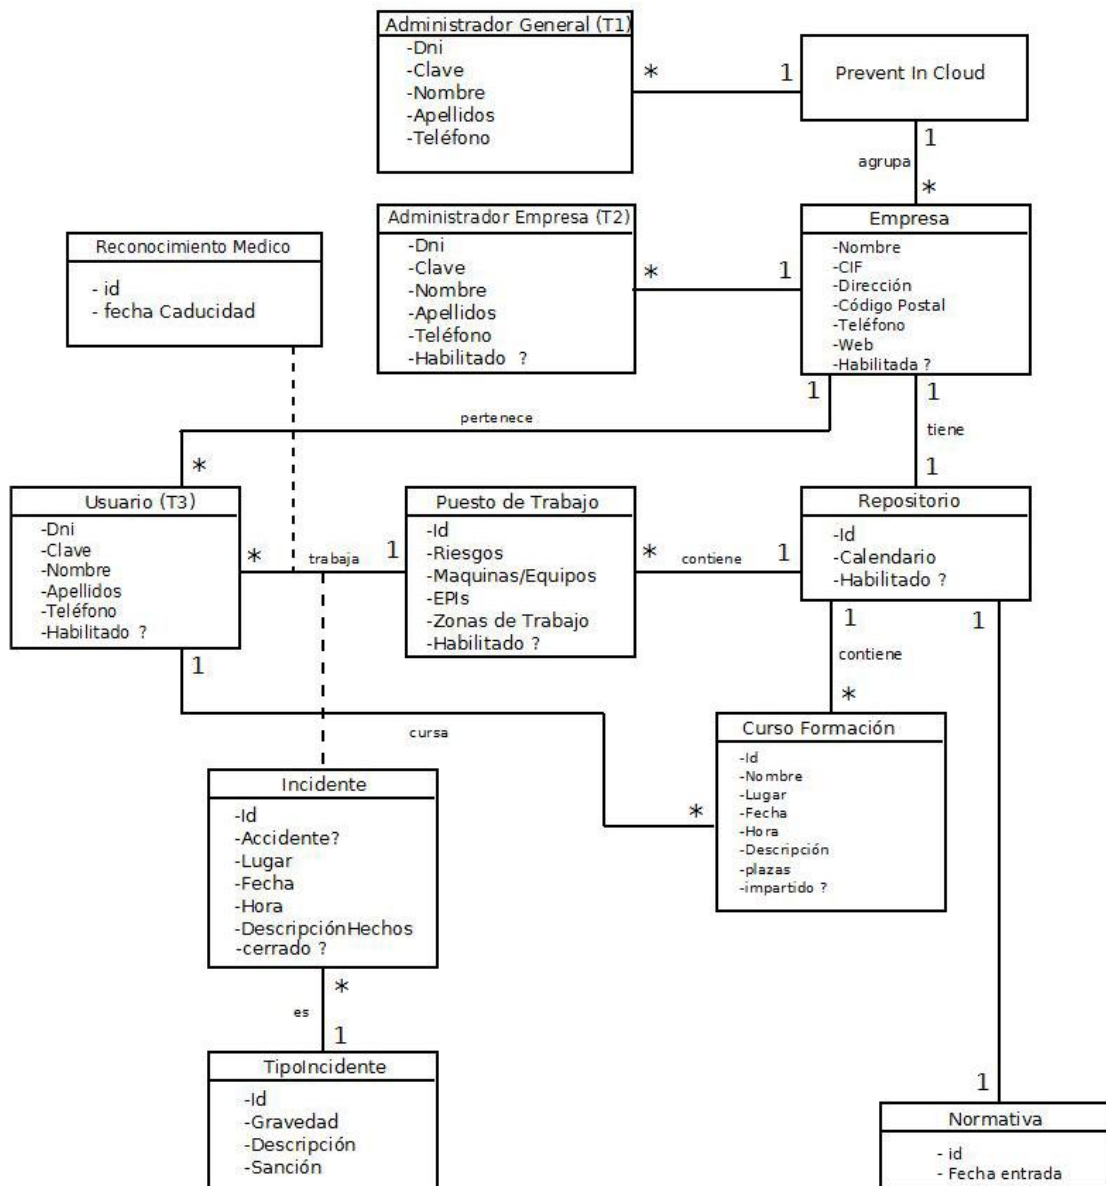 Administrador General (T1)
-Dni
-Clave
-Nombre
-Apellidos
-Teléfono
*
1
Prevent In Cloud
1
agrupa
*
Administrador Empresa (T2)
-Dni
-Clave
-Nombre
-Apellidos
-Teléfono
-Habilitado ?
*
1
Empresa
-Nombre
-CIF
-Dirección
-Código Postal
-Teléfono
-Web
-Habilitada ?
Reconocimiento Medico
- id
- fecha Caducidad
1
1
pertenece
tiene
*
1
Usuario (T3)
-Dni
-Clave
-Nombre
-Apellidos
-Teléfono
-Habilitado ?
*
trabaja
1
Puesto de Trabajo
-Id
-Riesgos
-Maquinas/Equipos
-EPIs
-Zonas de Trabajo
-Habilitado ?
*
contiene
1
Repositorio
-Id
-Calendario
-Habilitado ?
1
1
1
contiene
*
cursa
*
Curso Formación
-Id
-Nombre
-Lugar
-Fecha
-Hora
-Descripción
-plazas
-impartido ?
Incidente
-Id
-Accidente?
-Lugar
-Fecha
-Hora
-DescripciónHechos
-cerrado ?
*
es
1
TipoIncidente
-Id
-Gravedad
-Descripción
-Sanción
1
Normativa
- id
- Fecha entrada